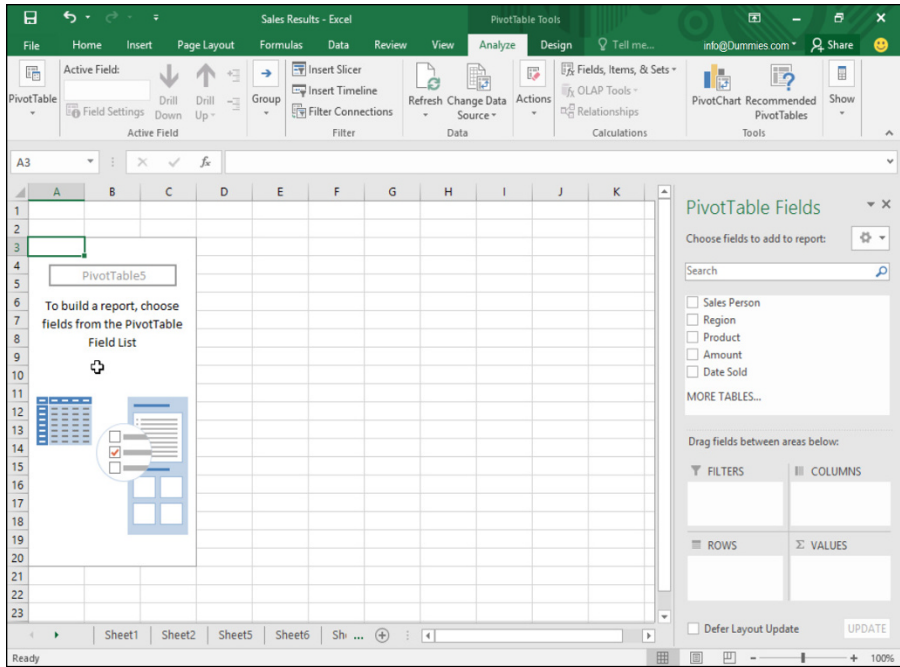 Sales Results - Excel
PivotTable Tools
File Home Insert Page Layout Formulas Data Review View Analyze Design Tell me... info@Dummies.com Share
PivotTable
Active Field:
Field Settings
Drill Down
Drill Up
Active Field
Group
Insert Slicer
Insert Timeline
Filter Connections
Filter
Refresh
Change Data Source
Data
Actions
Fields, Items, & Sets
OLAP Tools
Relationships
Calculations
PivotChart
Recommended PivotTables
Tools
Show
A3
fx
A B C D E F G H I J K
1
2
3
4
5
6
7
8
9
10
11
12
13
14
15
16
17
18
19
20
21
22
23
PivotTable5
To build a report, choose
fields from the PivotTable
Field List
PivotTable Fields
Choose fields to add to report:
Search
Sales Person
Region
Product
Amount
Date Sold
MORE TABLES...
Drag fields between areas below:
FILTERS
COLUMNS
ROWS
Σ VALUES
Defer Layout Update
UPDATE
Sheet1 Sheet2 Sheet5 Sheet6 Sh ...
Ready
100%